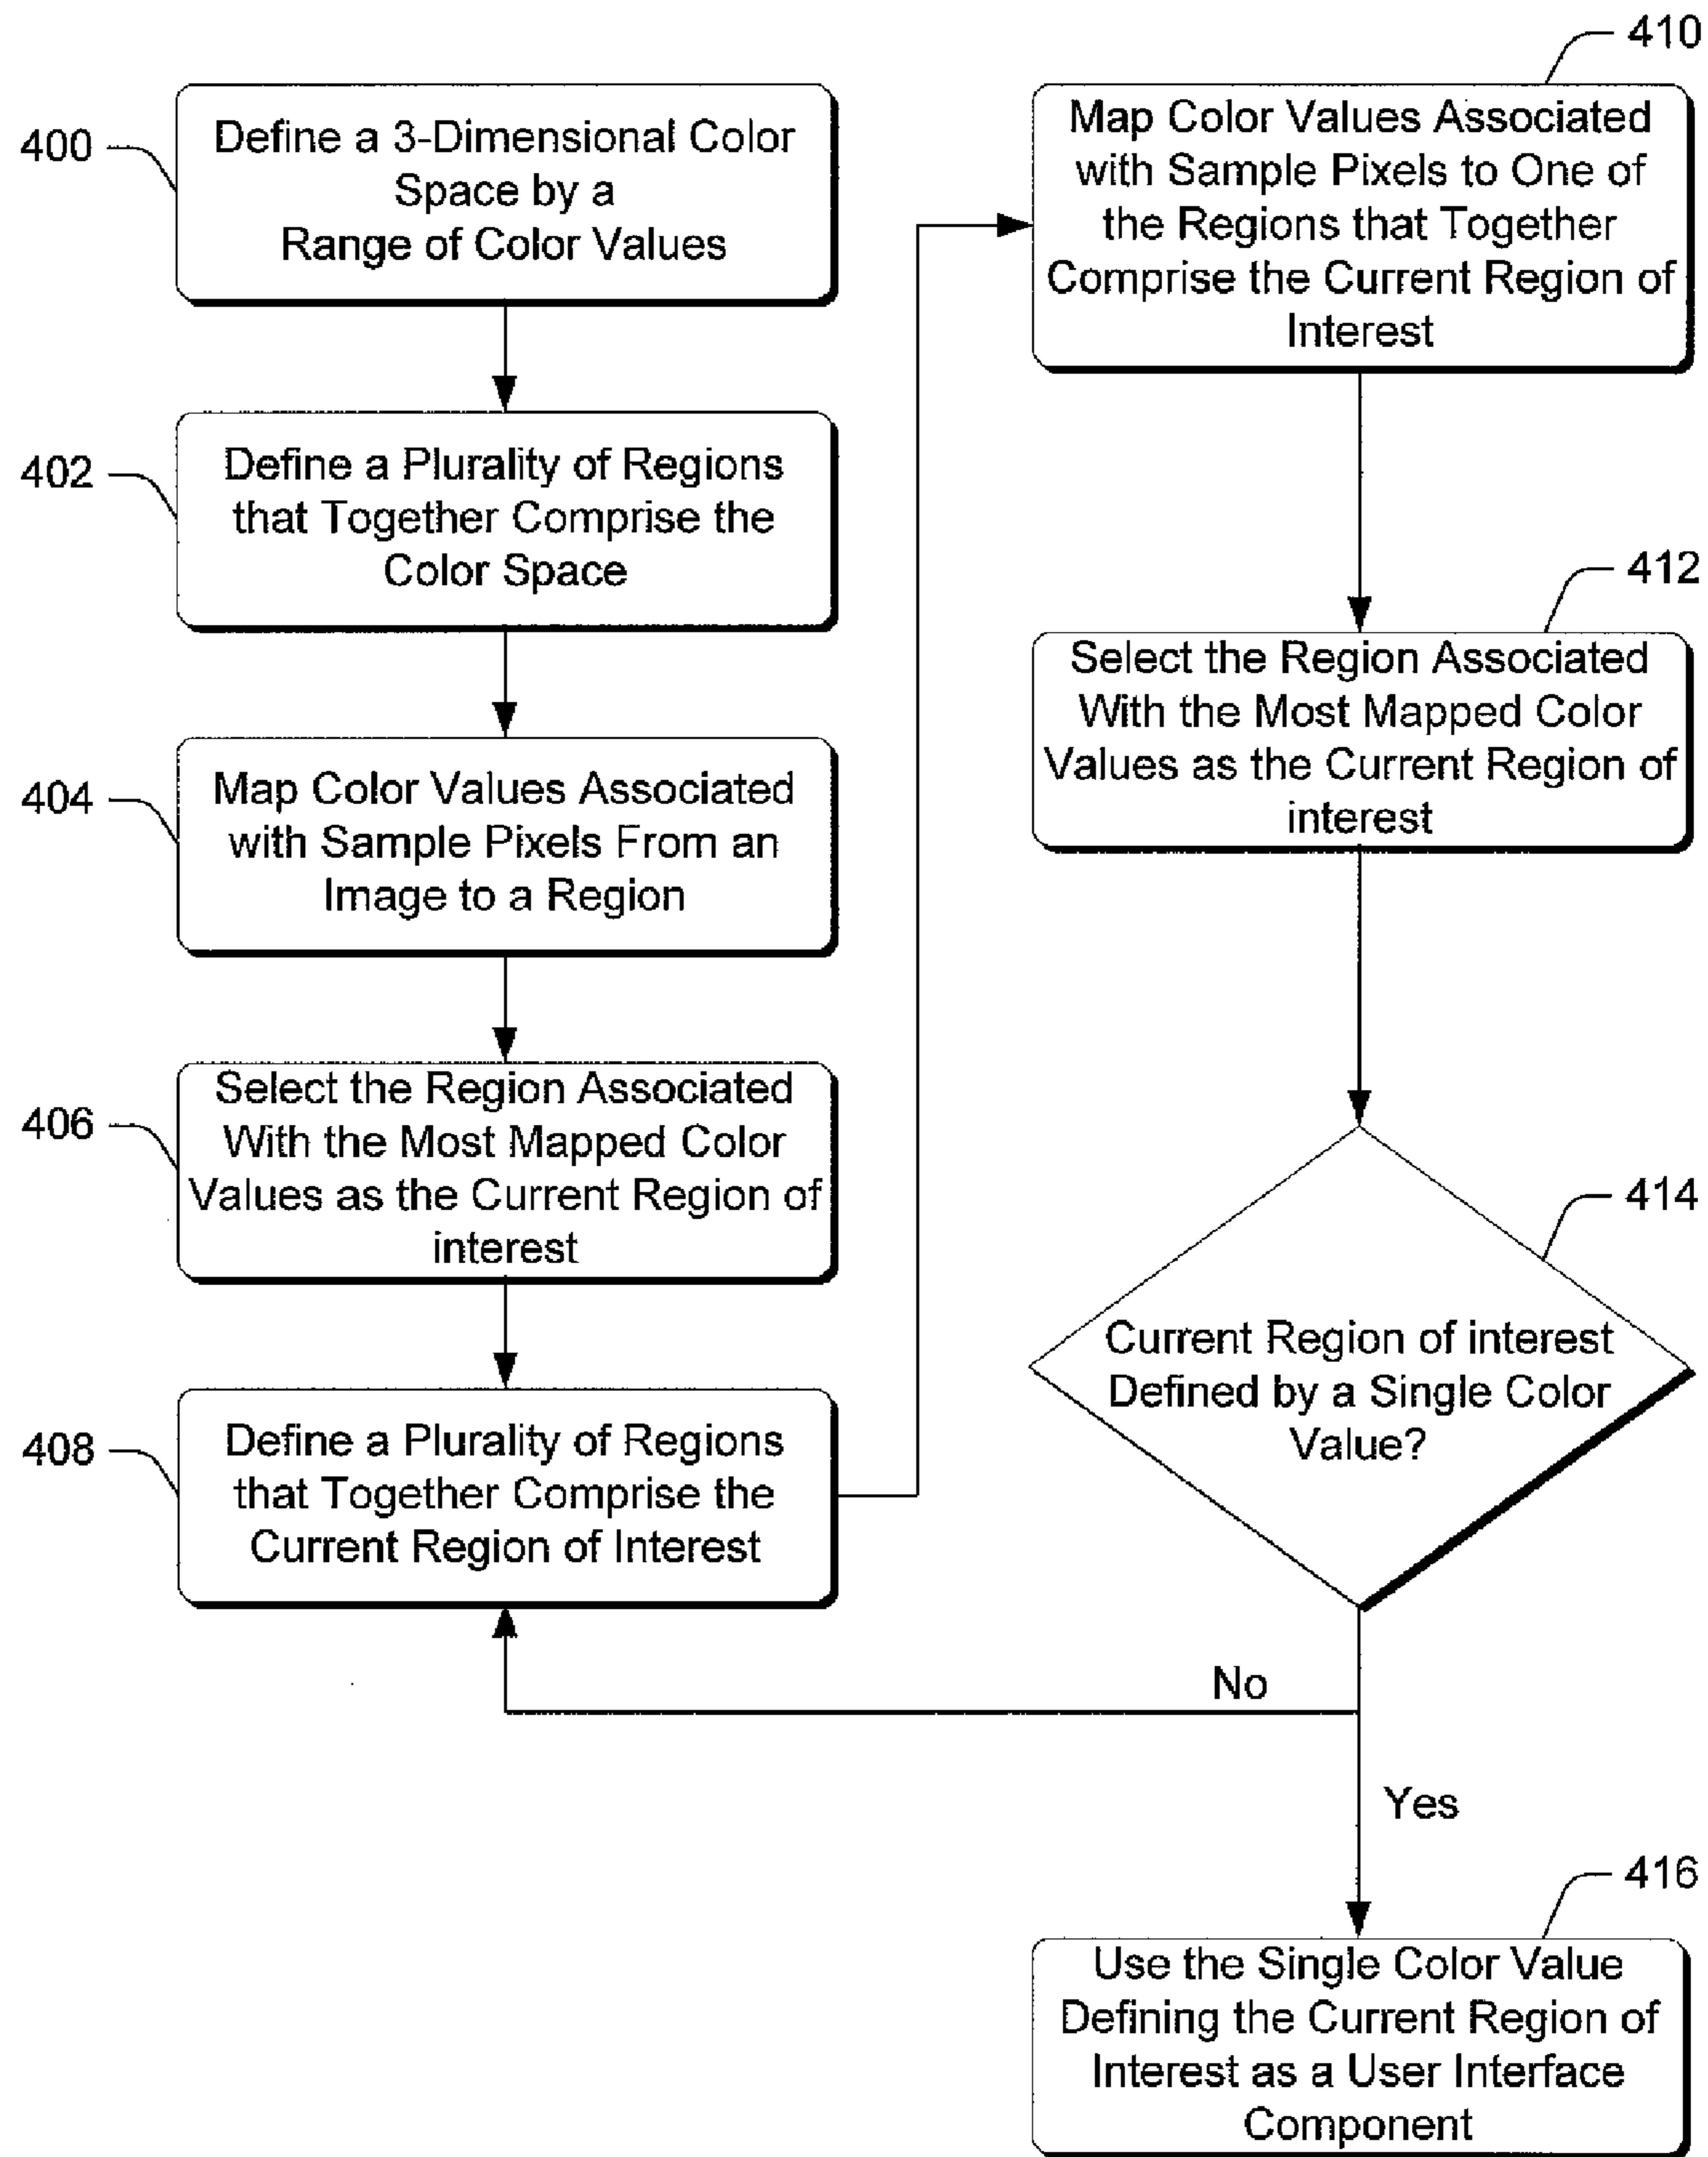 400
Define a 3-Dimensional Color
Space by a
Range of Color Values
402
Define a Plurality of Regions
that Together Comprise the
Color Space
404
Map Color Values Associated
with Sample Pixels From an
Image to a Region
406
Select the Region Associated
With the Most Mapped Color
Values as the Current Region of
interest
408
Define a Plurality of Regions
that Together Comprise the
Current Region of Interest
410
Map Color Values Associated
with Sample Pixels to One of
the Regions that Together
Comprise the Current Region of
Interest
412
Select the Region Associated
With the Most Mapped Color
Values as the Current Region of
interest
414
Current Region of interest
Defined by a Single Color
Value?
No
Yes
416
Use the Single Color Value
Defining the Current Region of
Interest as a User Interface
Component